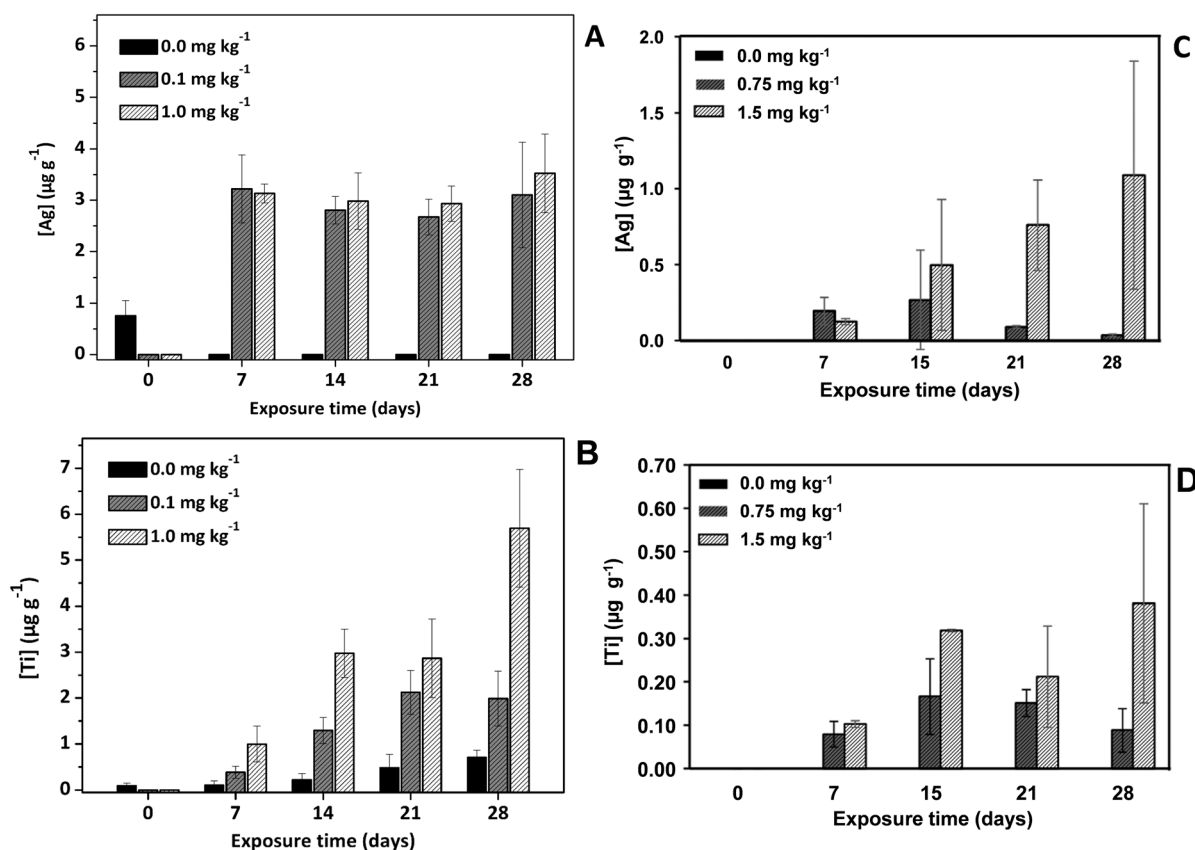 A
0.0 mg kg⁻¹
0.1 mg kg⁻¹
1.0 mg kg⁻¹
[Ag] (µg g⁻¹)
6
5
4
3
2
1
0
0 7 14 21 28
Exposure time (days)
C
0.0 mg kg⁻¹
0.75 mg kg⁻¹
1.5 mg kg⁻¹
[Ag] (µg g⁻¹)
2.0
1.5
1.0
0.5
0.0
0 7 15 21 28
Exposure time (days)
B
0.0 mg kg⁻¹
0.1 mg kg⁻¹
1.0 mg kg⁻¹
[Ti] (µg g⁻¹)
7
6
5
4
3
2
1
0
0 7 14 21 28
Exposure time (days)
D
0.0 mg kg⁻¹
0.75 mg kg⁻¹
1.5 mg kg⁻¹
[Ti] (µg g⁻¹)
0.70
0.60
0.50
0.40
0.30
0.20
0.10
0.00
0 7 15 21 28
Exposure time (days)